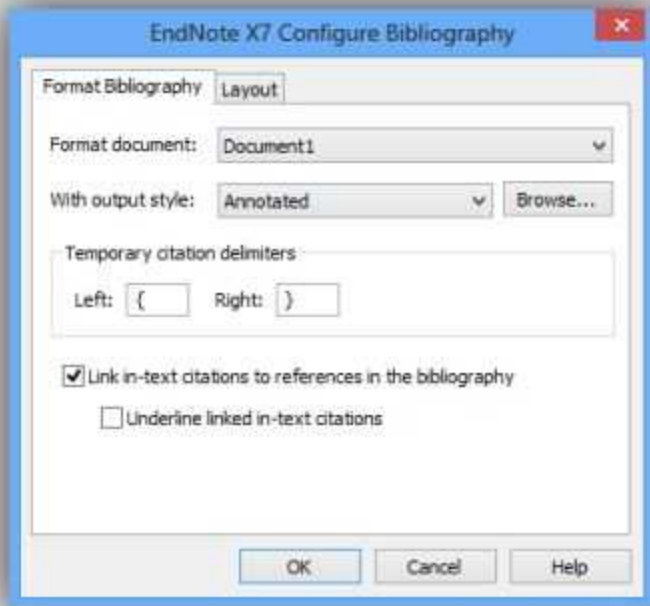 EndNote X7 Configure Bibliography
Format Bibliography Layout
Format document: Document1
With output style: Annotated Browse...
Temporary citation delimiters
Left: { Right: }
Link in-text citations to references in the bibliography
Underline linked in-text citations
OK Cancel Help